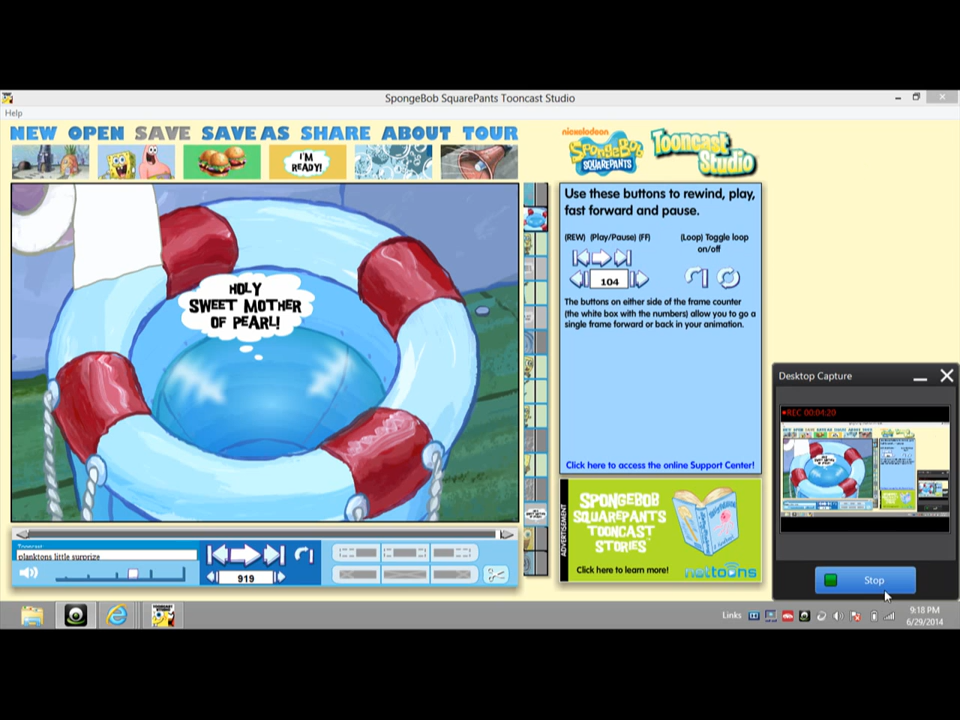 SpongeBob SquarePants Tooncast Studio
Help
NEW OPEN SAVE SAVE AS SHARE ABOUT TOUR
I'M
READY!
nickelodeon
SpongeBob
SQUAREPANTS
Tooncast
Studio
HOLY
SWEET MOTHER
OF PEARL!
Use these buttons to rewind, play,
fast forward and pause.
(REW) (Play/Pause) (FF)
(Loop) Toggle loop
on/off
104
The buttons on either side of the frame counter
(the white box with the numbers) allow you to go a
single frame forward or back in your animation.
Click here to access the online Support Center!
ADVERTISEMENT
SPONGEBOB
SQUAREPANTS
TOONCAST
STORIES
Click here to learn more!
nettoons
Tooncast:
planktons little surprize
919
Desktop Capture
REC 00:04:20
Stop
Links
9:18 PM
6/29/2014